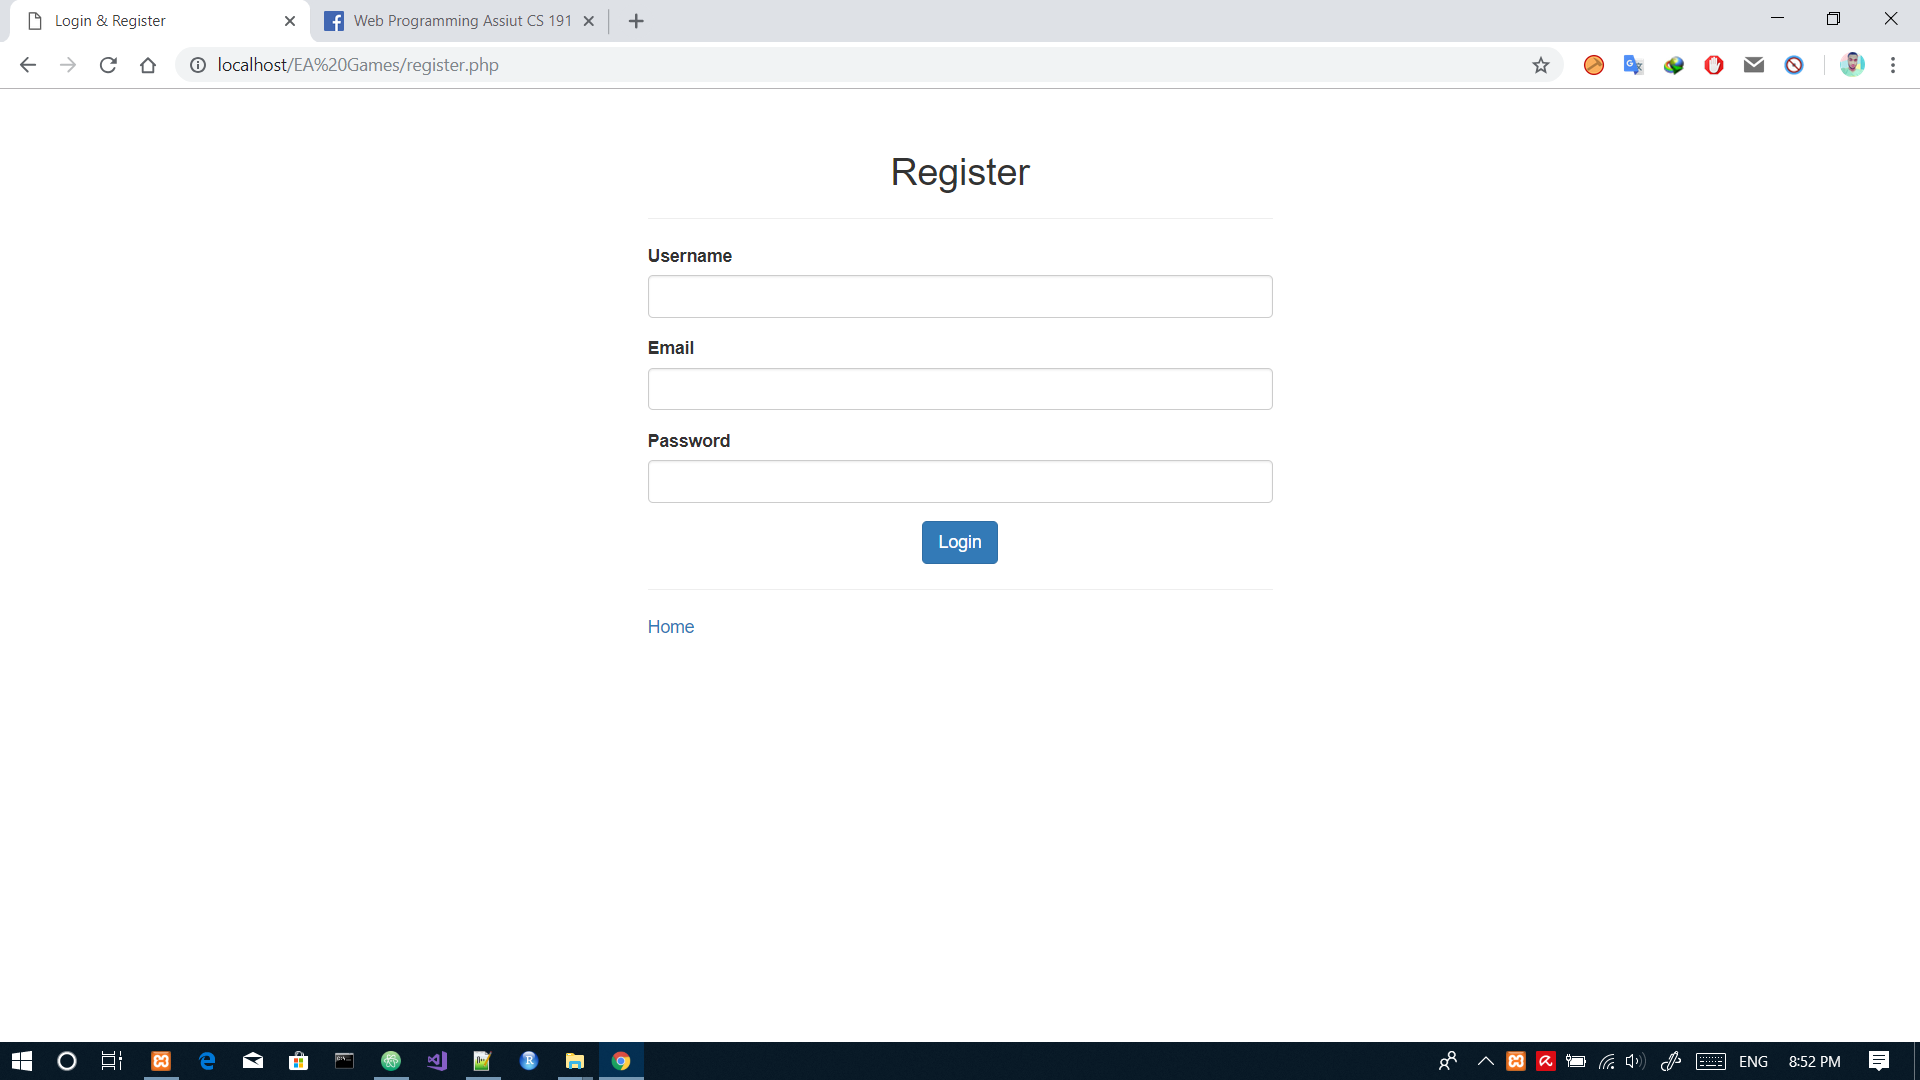 Login & Register
Web Programming Assiut CS 191
localhost/EA%20Games/register.php
Register
Username
Email
Password
Login
Home
ENG
8:52 PM